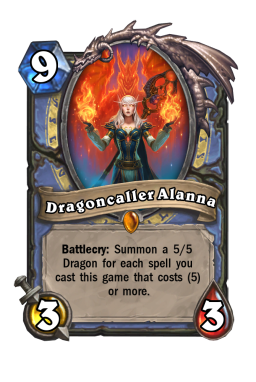 9
Dragoncaller Alanna
Battlecry: Summon a 5/5
Dragon for each spell you
cast this game that costs (5)
or more.
3
3